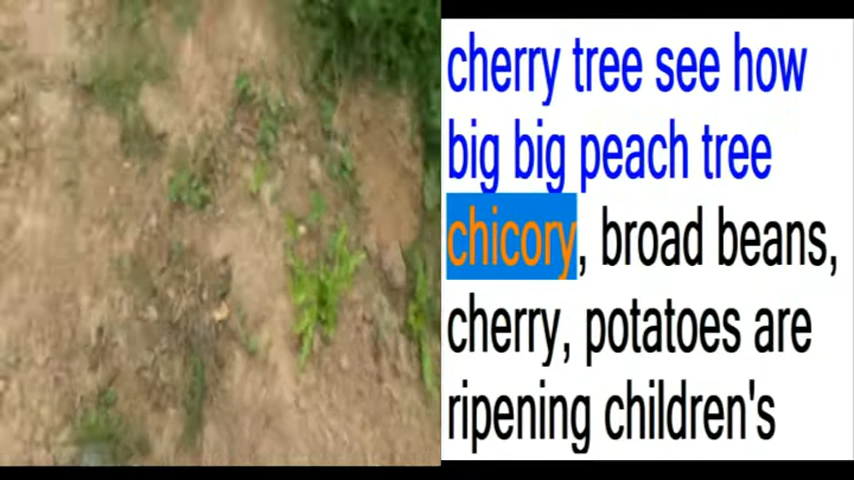 cherry tree see how
big big peach tree
chicory, broad beans,
cherry, potatoes are
ripening children's